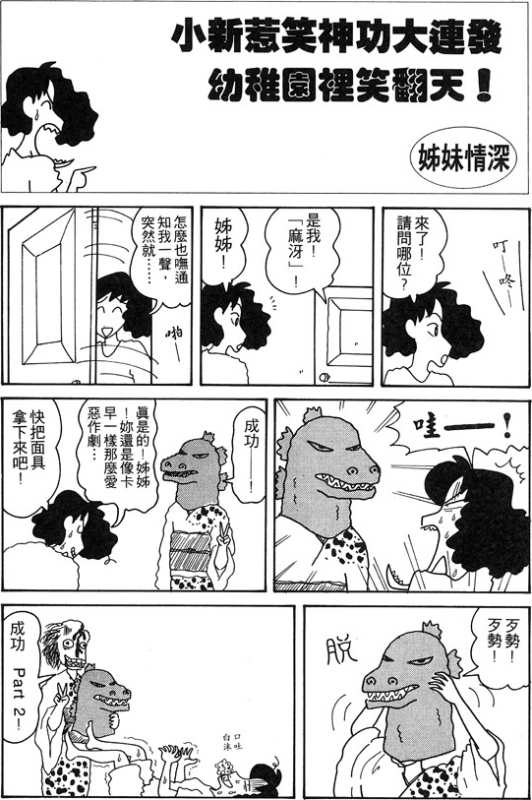 小新惹笑神功大連發
幼稚園裡笑翻天！
姊妹情深
叮—咚—
來了！
請問哪位？
是我！
「麻涯」！
姊姊！
怎麼也嘸通
知我一聲，
突然就……
啪—
哇——！
成功——！
真是的！姊姊
！妳還是像卡
早一樣那麼愛
惡作劇…
快把面具
拿下來吧！
歹勢！
歹勢！
脫
成功 Part 2—！
口吐
白沫